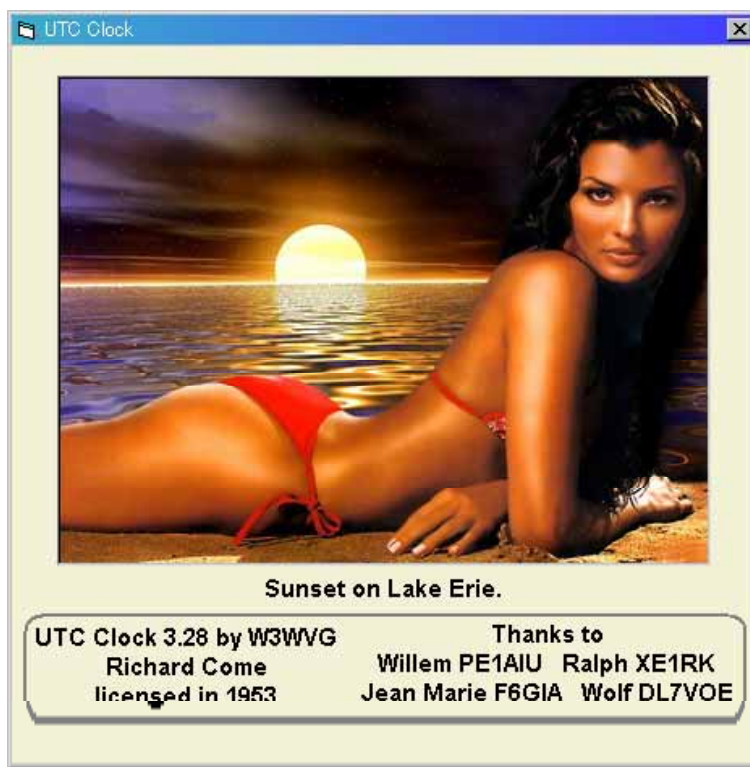 UTC Clock
Sunset on Lake Erie.
UTC Clock 3.28 by W3WVG
Richard Come
licensed in 1953
Thanks to
Willem PE1AIU Ralph XE1RK
Jean Marie F6GIA Wolf DL7VOE